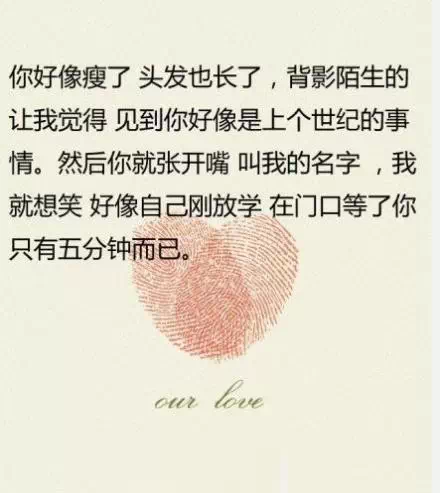 你好像瘦了 头发也长了，背影陌生的
让我觉得 见到你好像是上个世纪的事
情。然后你就张开嘴 叫我的名字 ，我
就想笑 好像自己刚放学 在门口等了你
只有五分钟而已。
our love